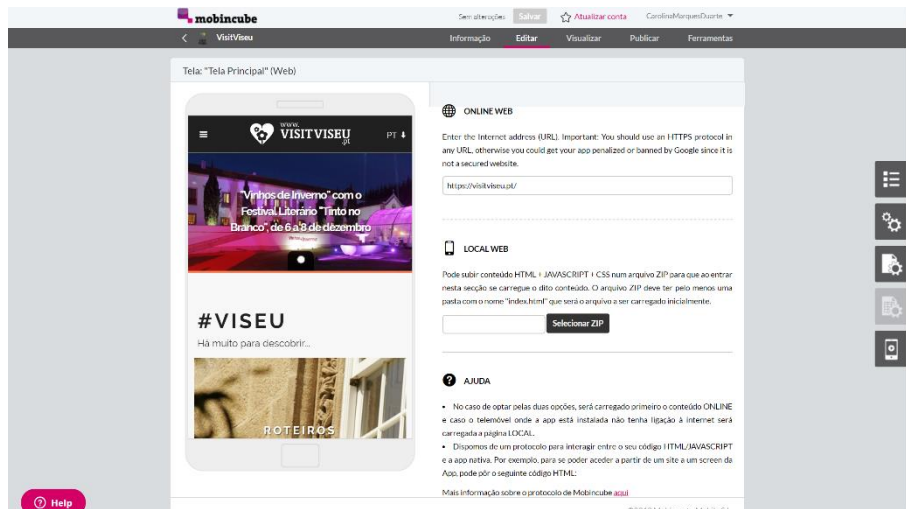 mobincube
Sem alterações Salvar Atualizar conta CarolinaMarquesDuarte
VisitViseu Informação Editar Visualizar Publicar Ferramentas
Tela: "Tela Principal" (Web)
www.
VISITVISEU
.pt
PT
"Vinhos de Inverno" com o
Festival Literário "Tinto no
Branco", de 6 a 8 de dezembro
#VISEU
Há muito para descobrir...
ROTEIROS
ONLINE WEB
Enter the Internet address (URL). Important: You should use an HTTPS protocol in
any URL, otherwise you could get your app penalized or banned by Google since it is
not a secured website.
https://visitviseu.pt/
LOCAL WEB
Pode subir conteúdo HTML + JAVASCRIPT + CSS num arquivo ZIP para que ao entrar
nesta secção se carregue o dito conteúdo. O arquivo ZIP deve ter pelo menos uma
pasta com o nome "index.html" que será o arquivo a ser carregado inicialmente.
Selecionar ZIP
AJUDA
• No caso de optar pelas duas opções, será carregado primeiro o conteúdo ONLINE
e caso o telemóvel onde a app está instalada não tenha ligação à internet será
carregada a página LOCAL.
• Dispomos de um protocolo para interagir entre o seu código HTML/JAVASCRIPT
e a app nativa. Por exemplo, para se poder aceder a partir de um site a um screen da
App, pode pôr o seguinte código HTML:
Mais informação sobre o protocolo de Mobincube aqui
Help